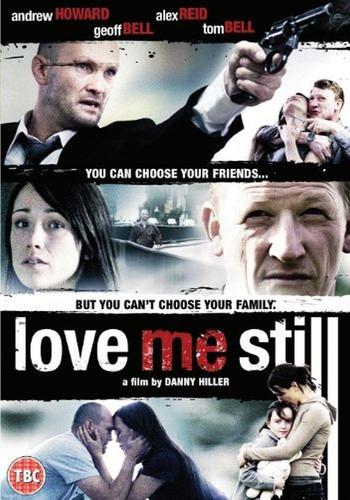 andrew HOWARD alex REID
geoff BELL tom BELL
YOU CAN CHOOSE YOUR FRIENDS...
BUT YOU CAN'T CHOOSE YOUR FAMILY.
love me still
a film by DANNY HILLER
TBC